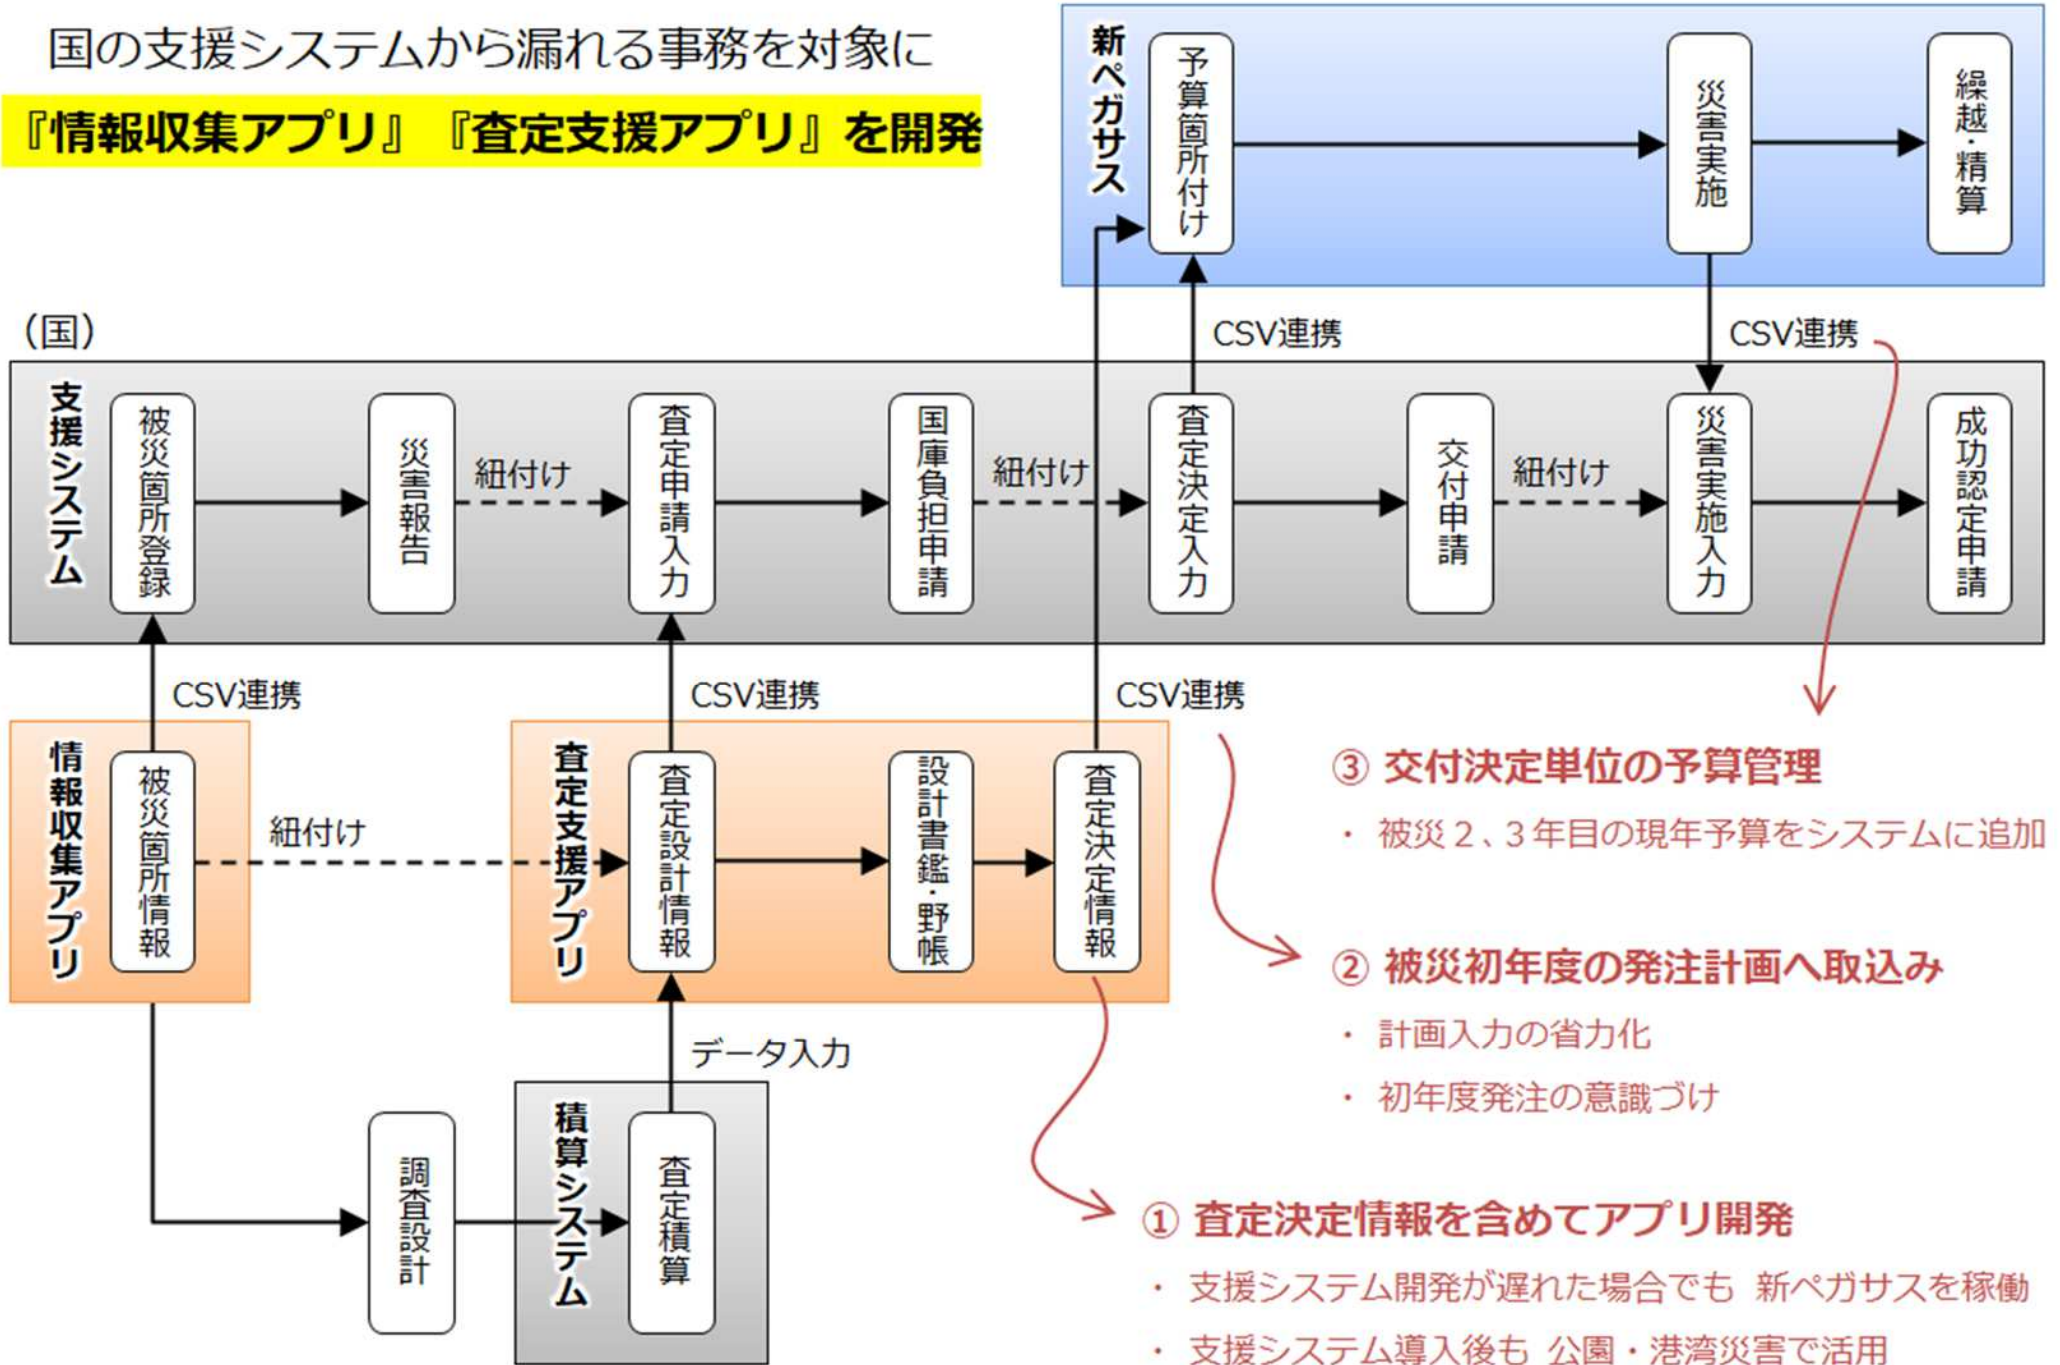 国の支援システムから漏れる事務を対象に
『情報収集アプリ』『査定支援アプリ』を開発
新ペガサス
予算箇所付け
災害実施
繰越・精算
CSV連携
CSV連携
（国）
支援システム
被災箇所登録
災害報告
紐付け
査定申請入力
国庫負担申請
紐付け
査定決定入力
交付申請
紐付け
災害実施入力
成功認定申請
CSV連携
CSV連携
CSV連携
情報収集アプリ
被災箇所情報
紐付け
査定支援アプリ
査定設計情報
設計書鑑・野帳
査定決定情報
データ入力
調査設計
積算システム
査定積算
③ 交付決定単位の予算管理
・ 被災２、３年目の現年予算をシステムに追加
② 被災初年度の発注計画へ取込み
・ 計画入力の省力化
・ 初年度発注の意識づけ
① 査定決定情報を含めてアプリ開発
・ 支援システム開発が遅れた場合でも 新ペガサスを稼働
・ 支援システム導入後も 公園・港湾災害で活用